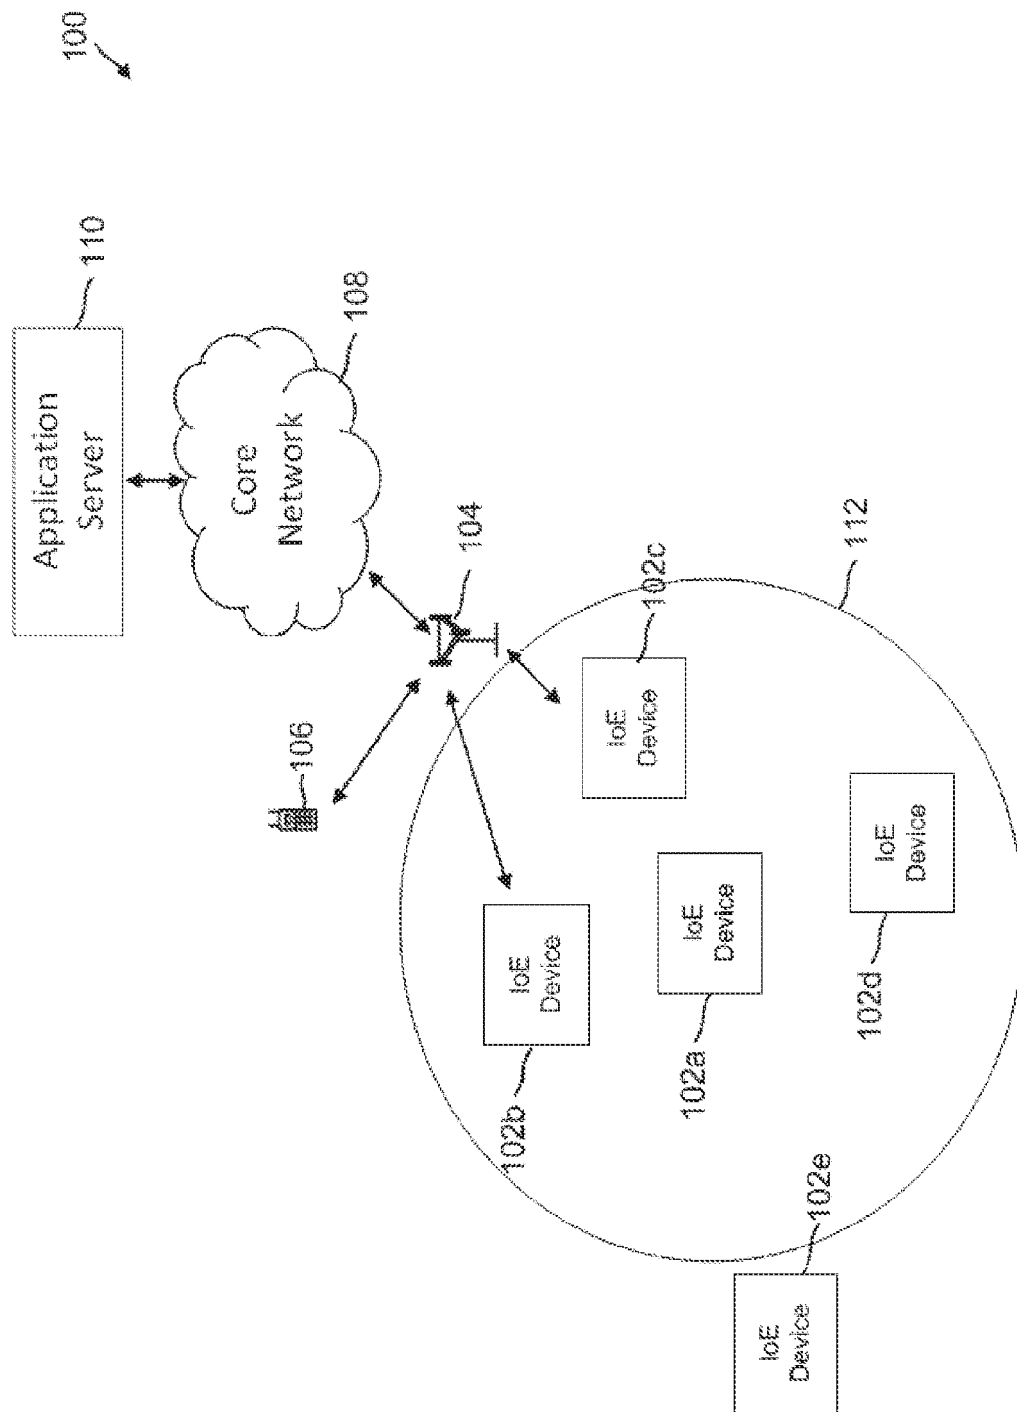 100
Application
Server
110
Core
Network
108
106
104
102b
IoE
Device
IoE
Device
102c
102a
IoE
Device
102e
IoE
Device
102d
IoE
Device
112